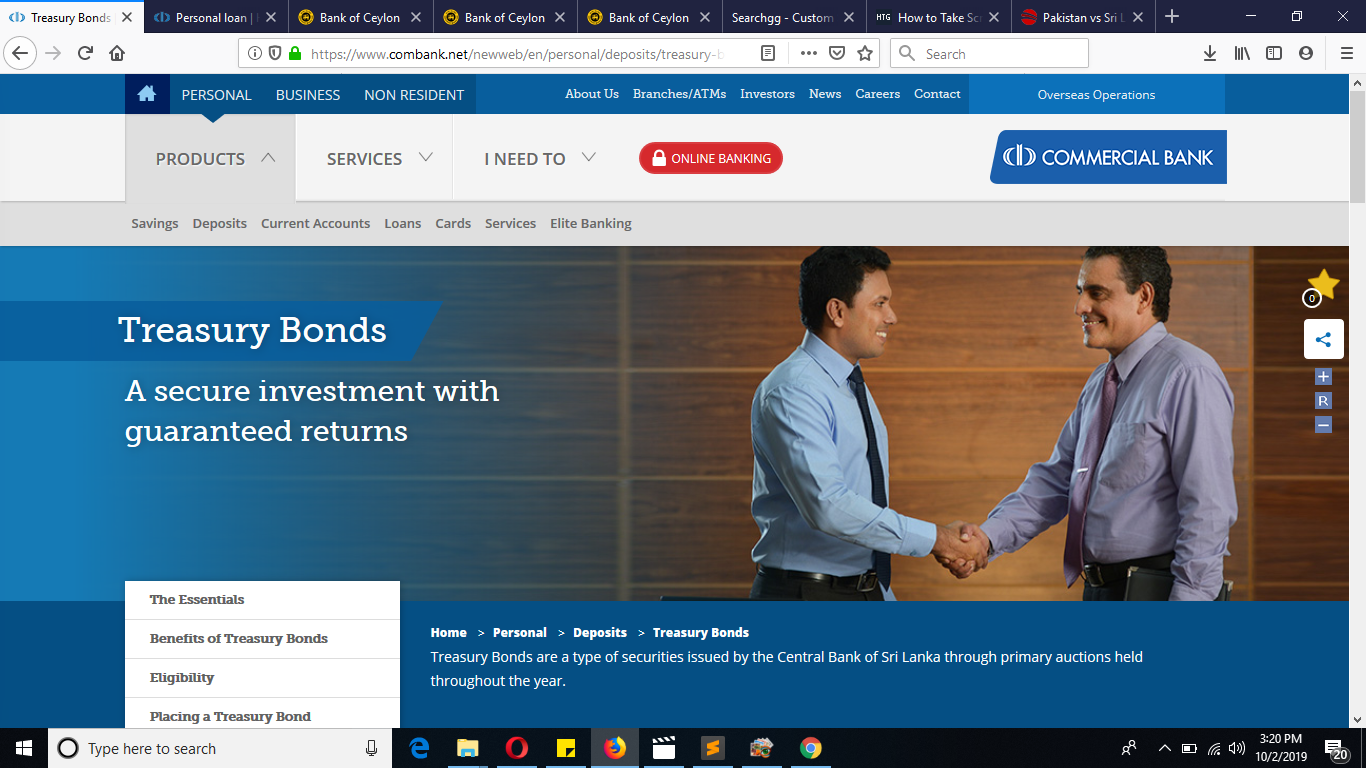 Treasury Bonds
Personal loan |
Bank of Ceylon
Bank of Ceylon
Bank of Ceylon
Searchgg - Custom
HTG How to Take Sc
Pakistan vs Sri L
https://www.combank.net/newweb/en/personal/deposits/treasury-b
Search
PERSONAL BUSINESS NON RESIDENT
About Us Branches/ATMs Investors News Careers Contact
Overseas Operations
PRODUCTS SERVICES I NEED TO
ONLINE BANKING
COMMERCIAL BANK
Savings Deposits Current Accounts Loans Cards Services Elite Banking
0
+
R
−
Treasury Bonds
A secure investment with
guaranteed returns
The Essentials
Benefits of Treasury Bonds
Eligibility
Placing a Treasury Bond
Home > Personal > Deposits > Treasury Bonds
Treasury Bonds are a type of securities issued by the Central Bank of Sri Lanka through primary auctions held
throughout the year.
Type here to search
3:20 PM
10/2/2019
20